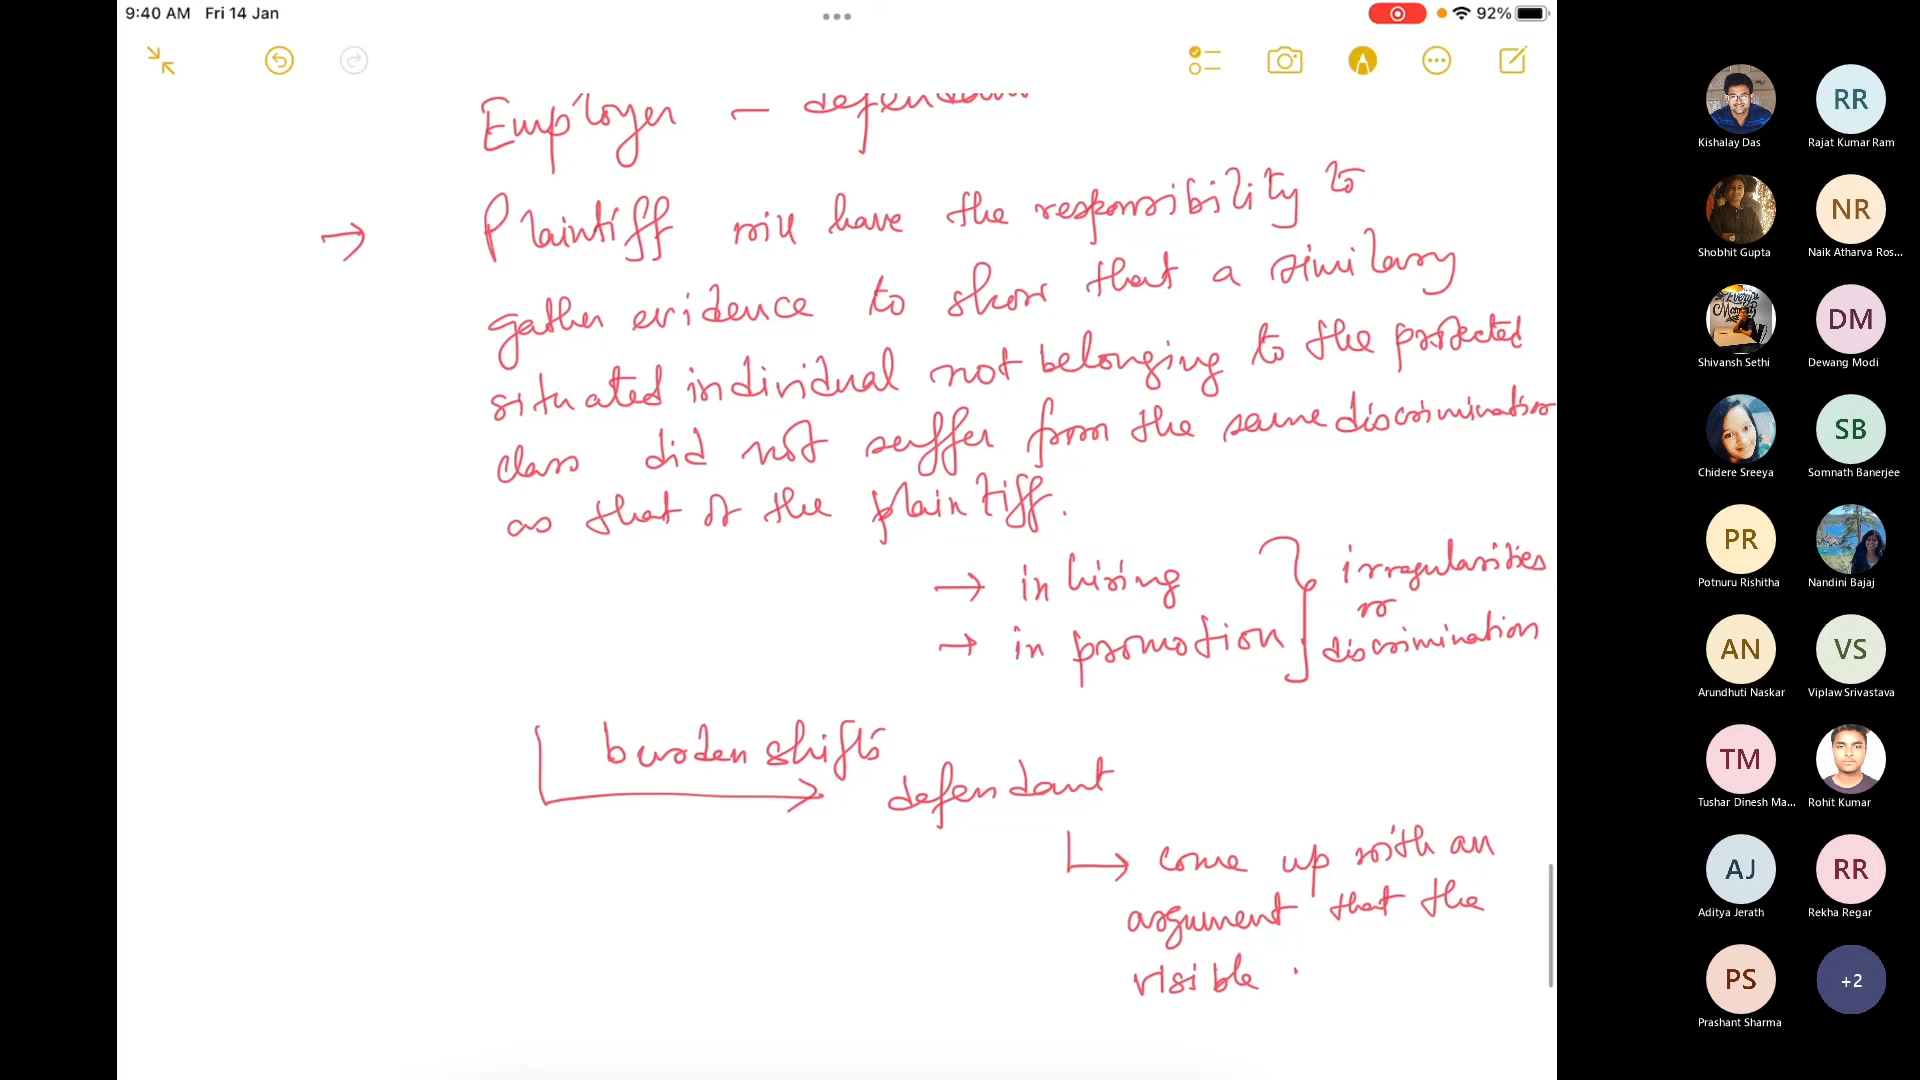 9:40 AM Fri 14 Jan
92%
Employer – defendant
→ Plaintiff will have the responsibility to
gather evidence to show that a similary
situated individual not belonging to the protected
class did not suffer from the same discrimination
as that of the plaintiff.
→ in hiring
→ in promotion
irregularities
or
discrimination
burden shifts
defendant
↳ come up with an
argument that the
visible
Kishalay Das
RR
Rajat Kumar Ram
Shobhit Gupta
NR
Naik Atharva Ros...
Every
Shivansh Sethi
DM
Dewang Modi
Chidere Sreeya
SB
Somnath Banerjee
PR
Potnuru Rishitha
Nandini Bajaj
AN
Arundhuti Naskar
VS
Viplaw Srivastava
TM
Tushar Dinesh Ma...
Rohit Kumar
AJ
Aditya Jerath
RR
Rekha Regar
PS
Prashant Sharma
+2